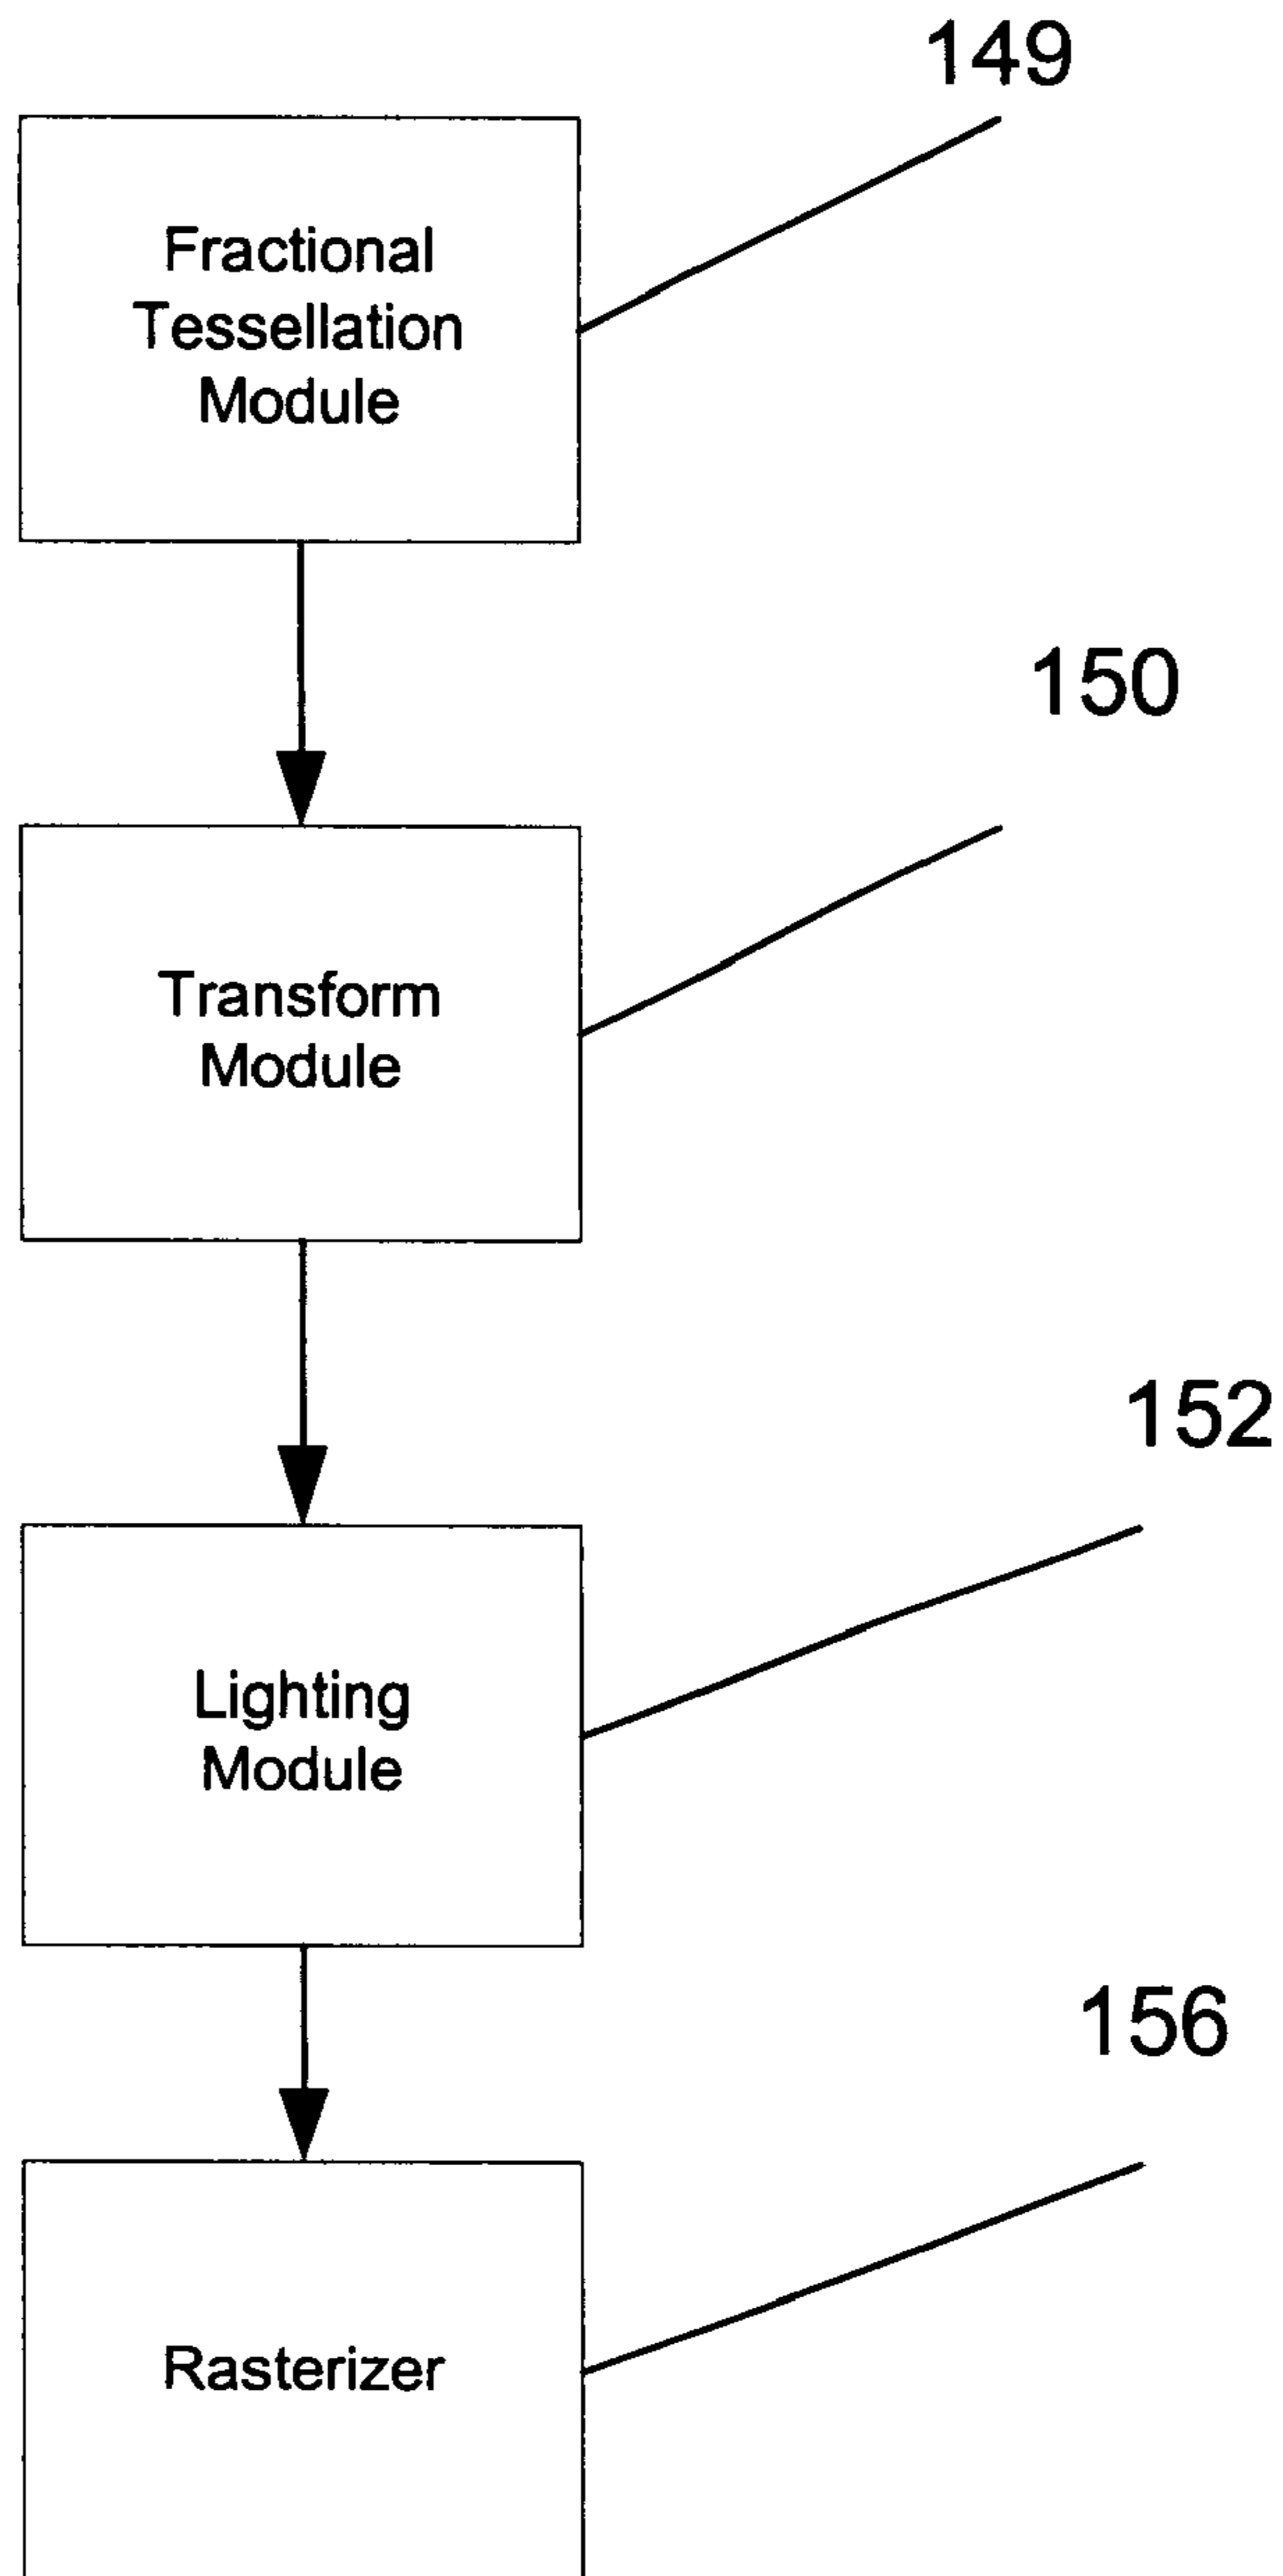 149
Fractional
Tessellation
Module
150
Transform
Module
152
Lighting
Module
156
Rasterizer